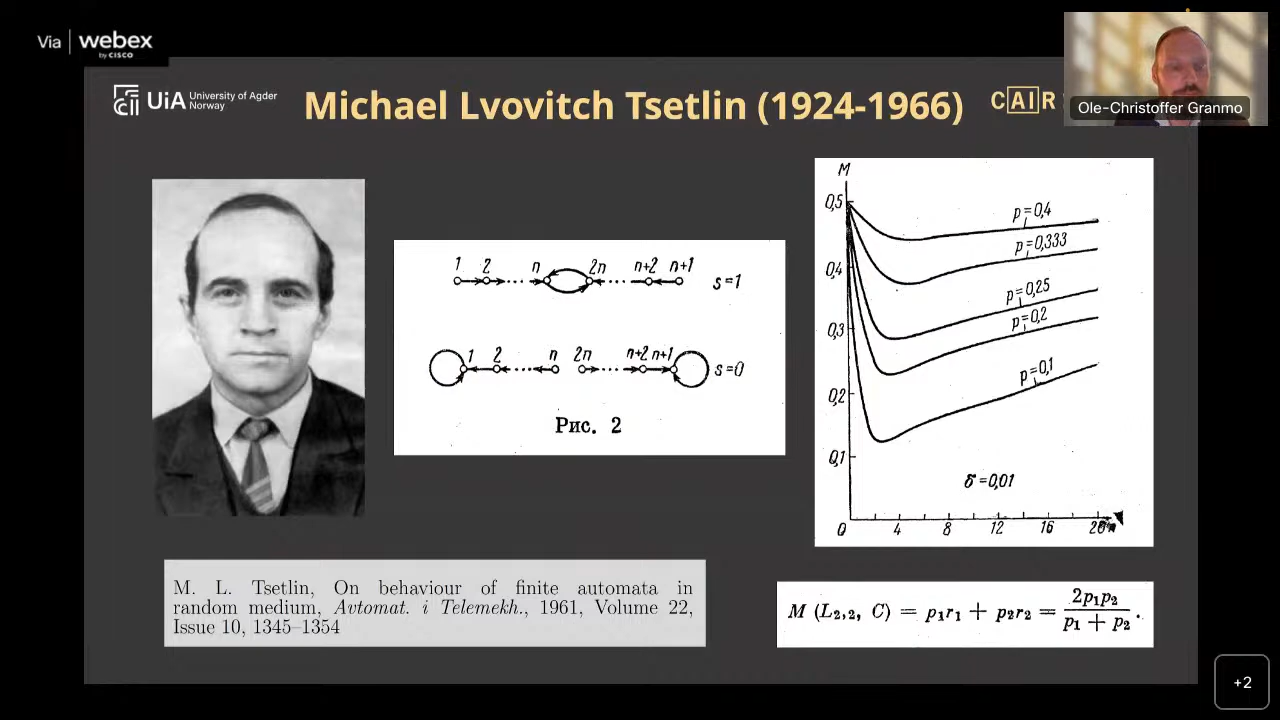 Via webex
by CISCO
UiA University of Agder
Norway
Michael Lvovitch Tsetlin (1924-1966)
CAIR
Ole-Christoffer Granmo
1 2 n 2n n+2 n+1 s=1
1 2 n 2n n+2 n+1 s=0
Рис. 2
M
0,5
0,4
0,3
0,2
0,1
p=0,4
p=0,333
p=0,25
p=0,2
p=0,1
δ=0,01
0 4 8 12 16 20
M. L. Tsetlin, On behaviour of finite automata in
random medium, Avtomat. i Telemekh., 1961, Volume 22,
Issue 10, 1345–1354
M (L₂,₂, C) = p₁r₁ + p₂r₂ = 2p₁p₂ / p₁ + p₂ .
+2